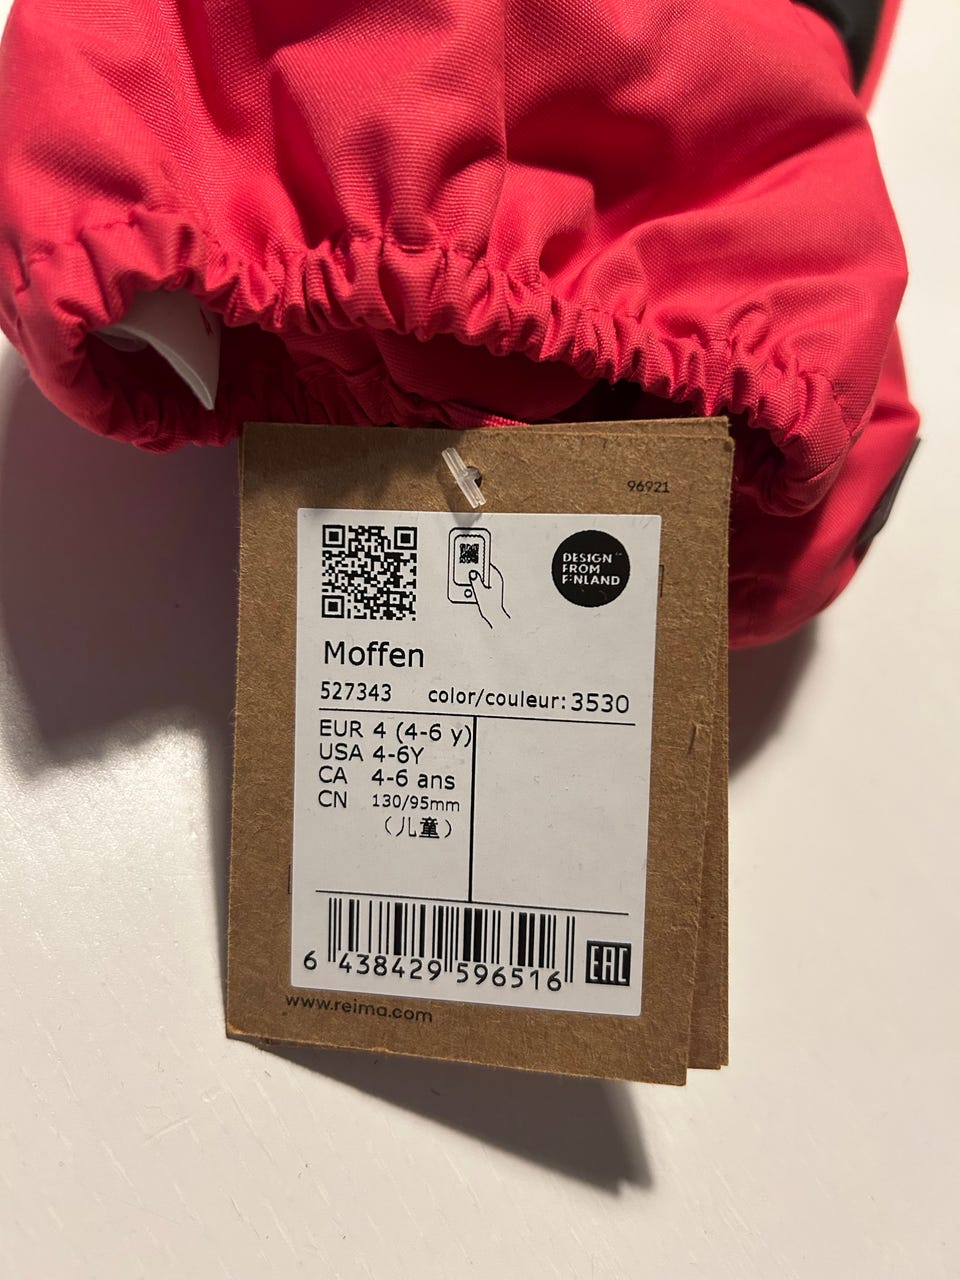 96921
DESIGN
FROM
FINLAND
Moffen
527343 color/couleur: 3530
EUR 4 (4-6 y)
USA 4-6Y
CA 4-6 ans
CN 130/95mm
（儿童）
6 438429 596516
EAC
www.reima.com